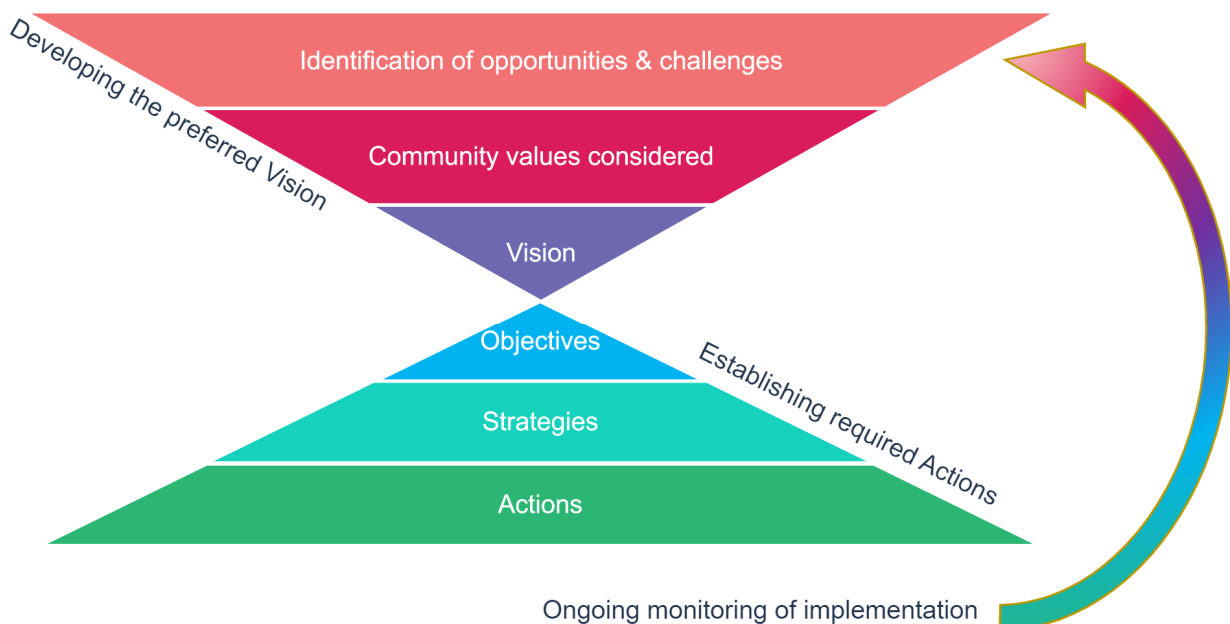 Developing the preferred Vision
Identification of opportunities & challenges
Community values considered
Vision
Objectives
Establishing required Actions
Strategies
Actions
Ongoing monitoring of implementation